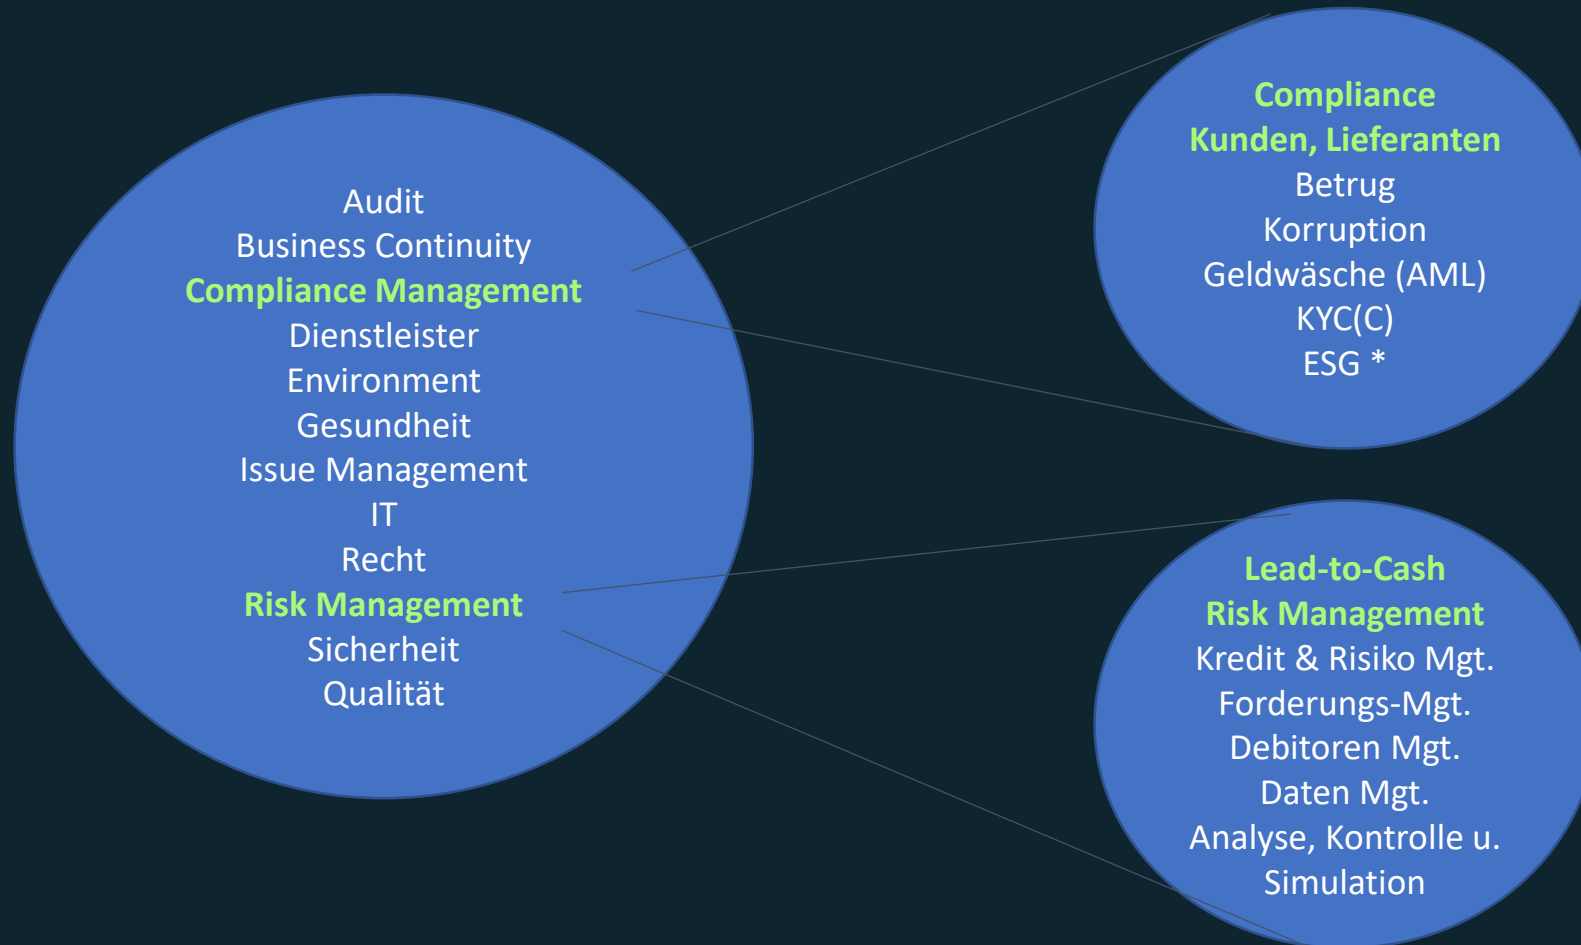 Audit
Business Continuity
Compliance Management
Dienstleister
Environment
Gesundheit
Issue Management
IT
Recht
Risk Management
Sicherheit
Qualität
Compliance
Kunden, Lieferanten
Betrug
Korruption
Geldwäsche (AML)
KYC(C)
ESG *
Lead-to-Cash
Risk Management
Kredit & Risiko Mgt.
Forderungs-Mgt.
Debitoren Mgt.
Daten Mgt.
Analyse, Kontrolle u.
Simulation